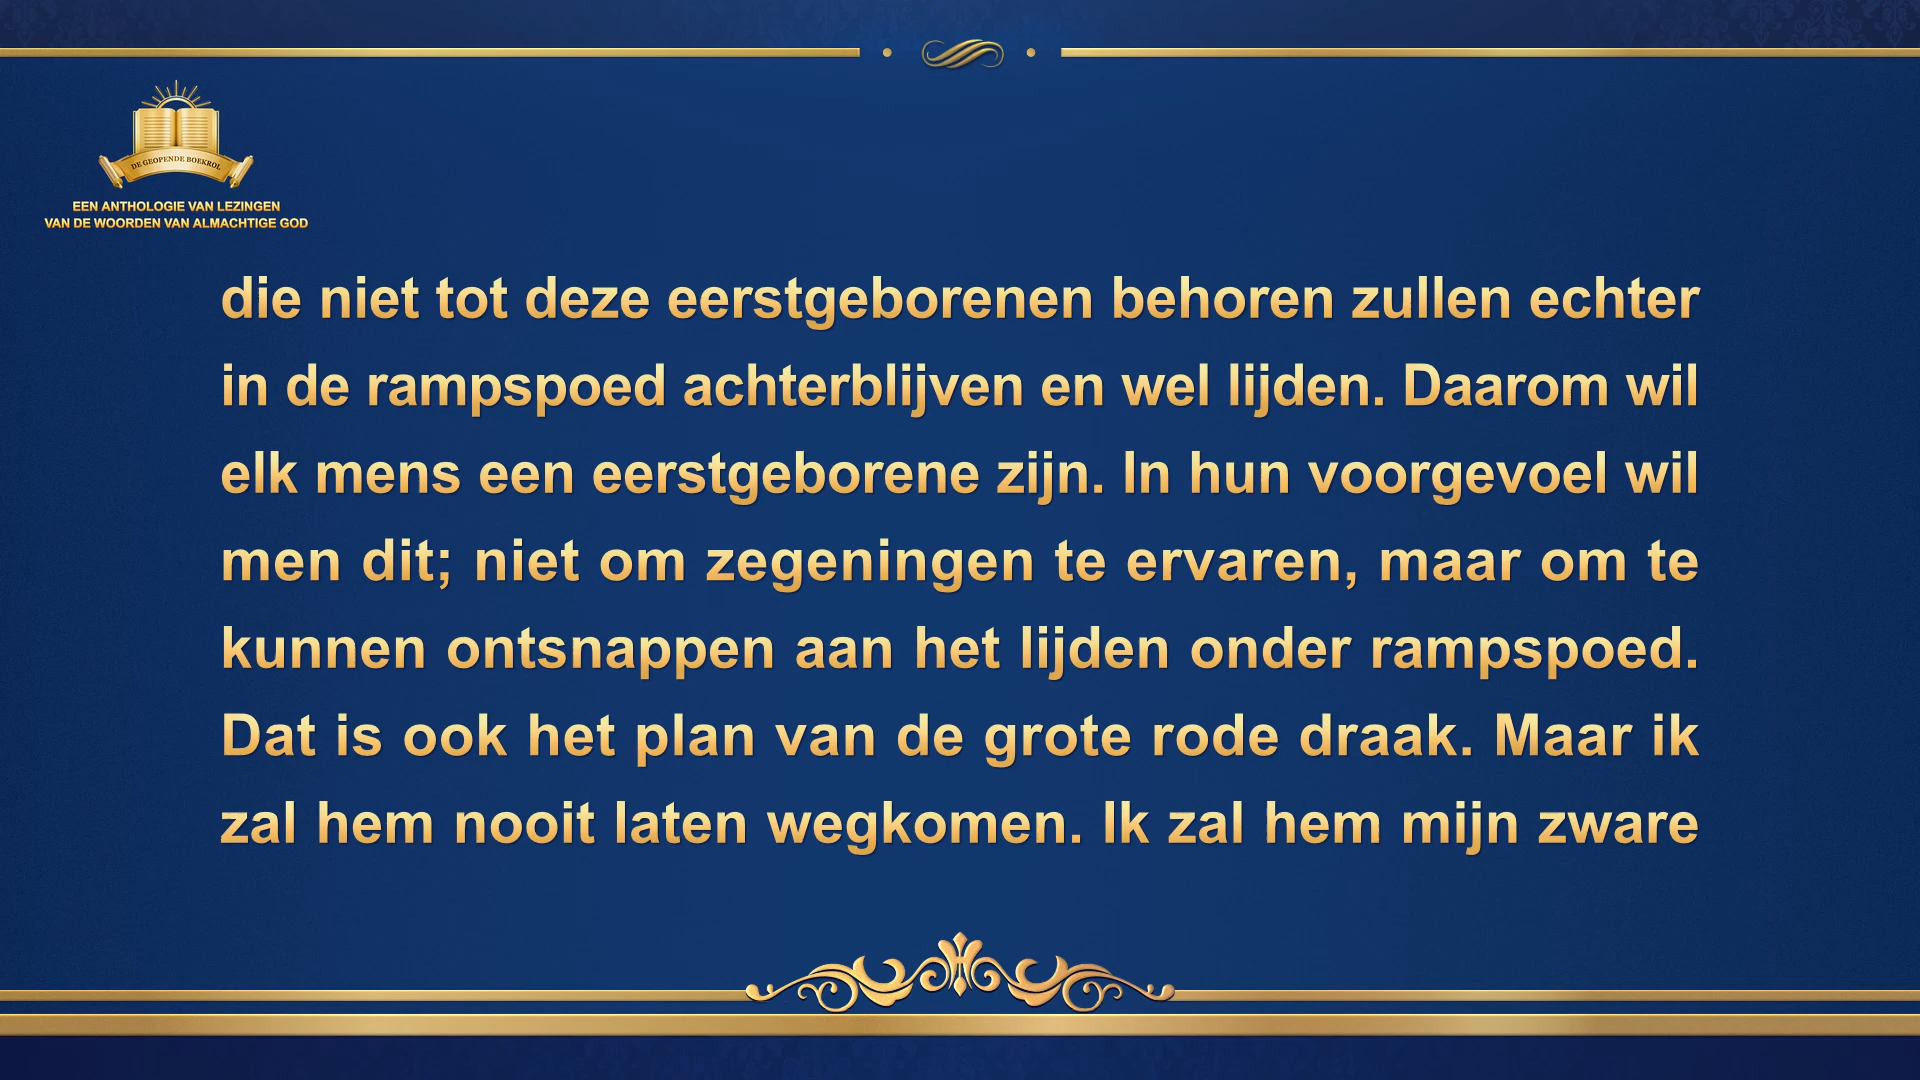 DE GEOPENDE BOEKROL
EEN ANTHOLOGIE VAN LEZINGEN
VAN DE WOORDEN VAN ALMACHTIGE GOD
die niet tot deze eerstgeborenen behoren zullen echter
in de rampspoed achterblijven en wel lijden. Daarom wil
elk mens een eerstgeborene zijn. In hun voorgevoel wil
men dit; niet om zegeningen te ervaren, maar om te
kunnen ontsnappen aan het lijden onder rampspoed.
Dat is ook het plan van de grote rode draak. Maar ik
zal hem nooit laten wegkomen. Ik zal hem mijn zware